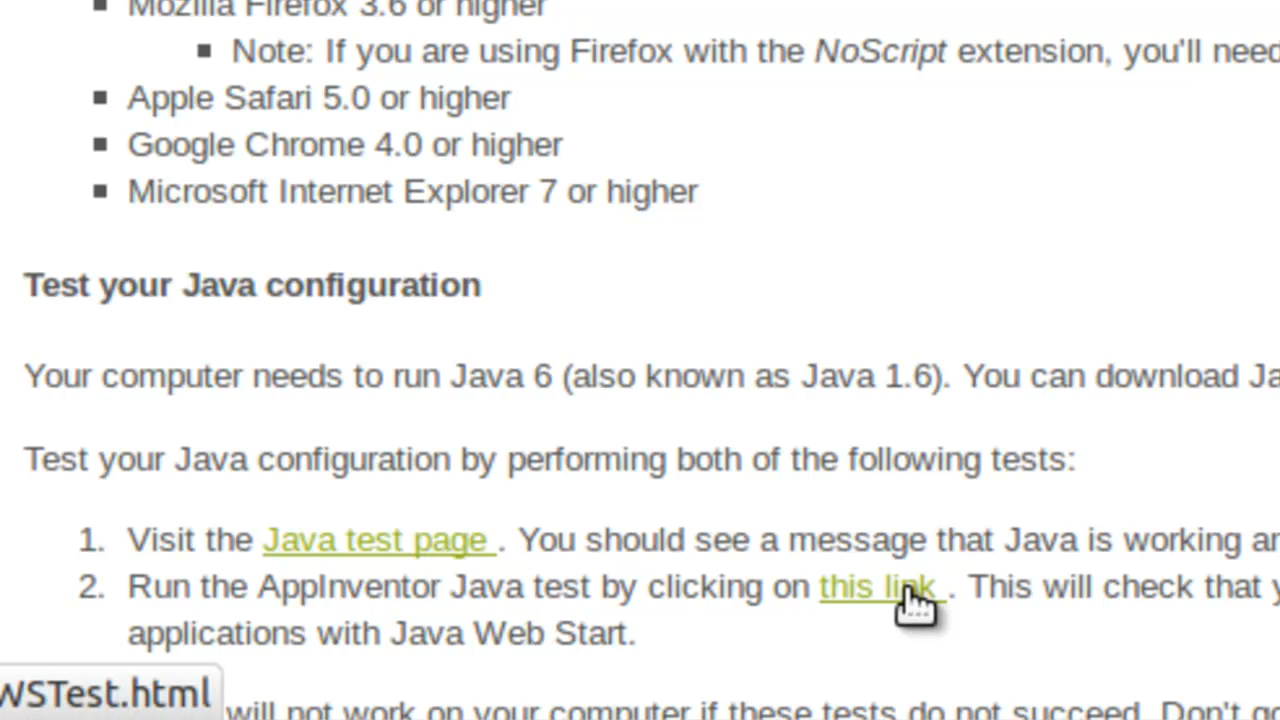 Mozilla Firefox 3.6 or higher
Note: If you are using Firefox with the NoScript extension, you'll need
Apple Safari 5.0 or higher
Google Chrome 4.0 or higher
Microsoft Internet Explorer 7 or higher
Test your Java configuration
Your computer needs to run Java 6 (also known as Java 1.6). You can download Ja
Test your Java configuration by performing both of the following tests:
1. Visit the Java test page . You should see a message that Java is working an
2. Run the AppInventor Java test by clicking on this link . This will check that y
applications with Java Web Start.
WSTest.html
will not work on your computer if these tests do not succeed. Don't go